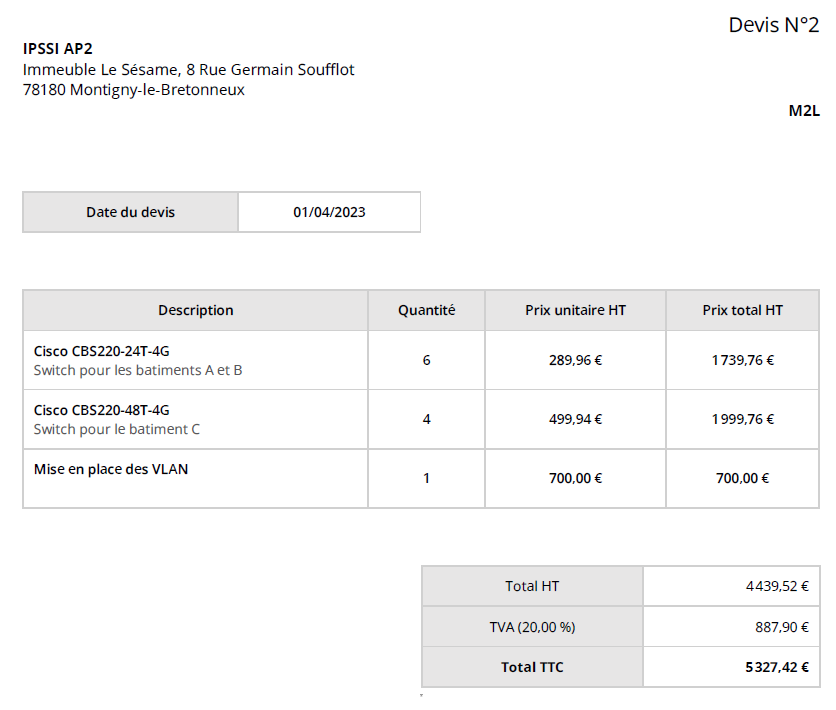 Devis N°2
IPSSI AP2
Immeuble Le Sésame, 8 Rue Germain Soufflot
78180 Montigny-le-Bretonneux
M2L
Date du devis 01/04/2023
Description Quantité Prix unitaire HT Prix total HT
Cisco CBS220-24T-4G
Switch pour les batiments A et B
6 289,96 € 1 739,76 €
Cisco CBS220-48T-4G
Switch pour le batiment C
4 499,94 € 1 999,76 €
Mise en place des VLAN
1 700,00 € 700,00 €
Total HT 4 439,52 €
TVA (20,00 %) 887,90 €
Total TTC 5 327,42 €